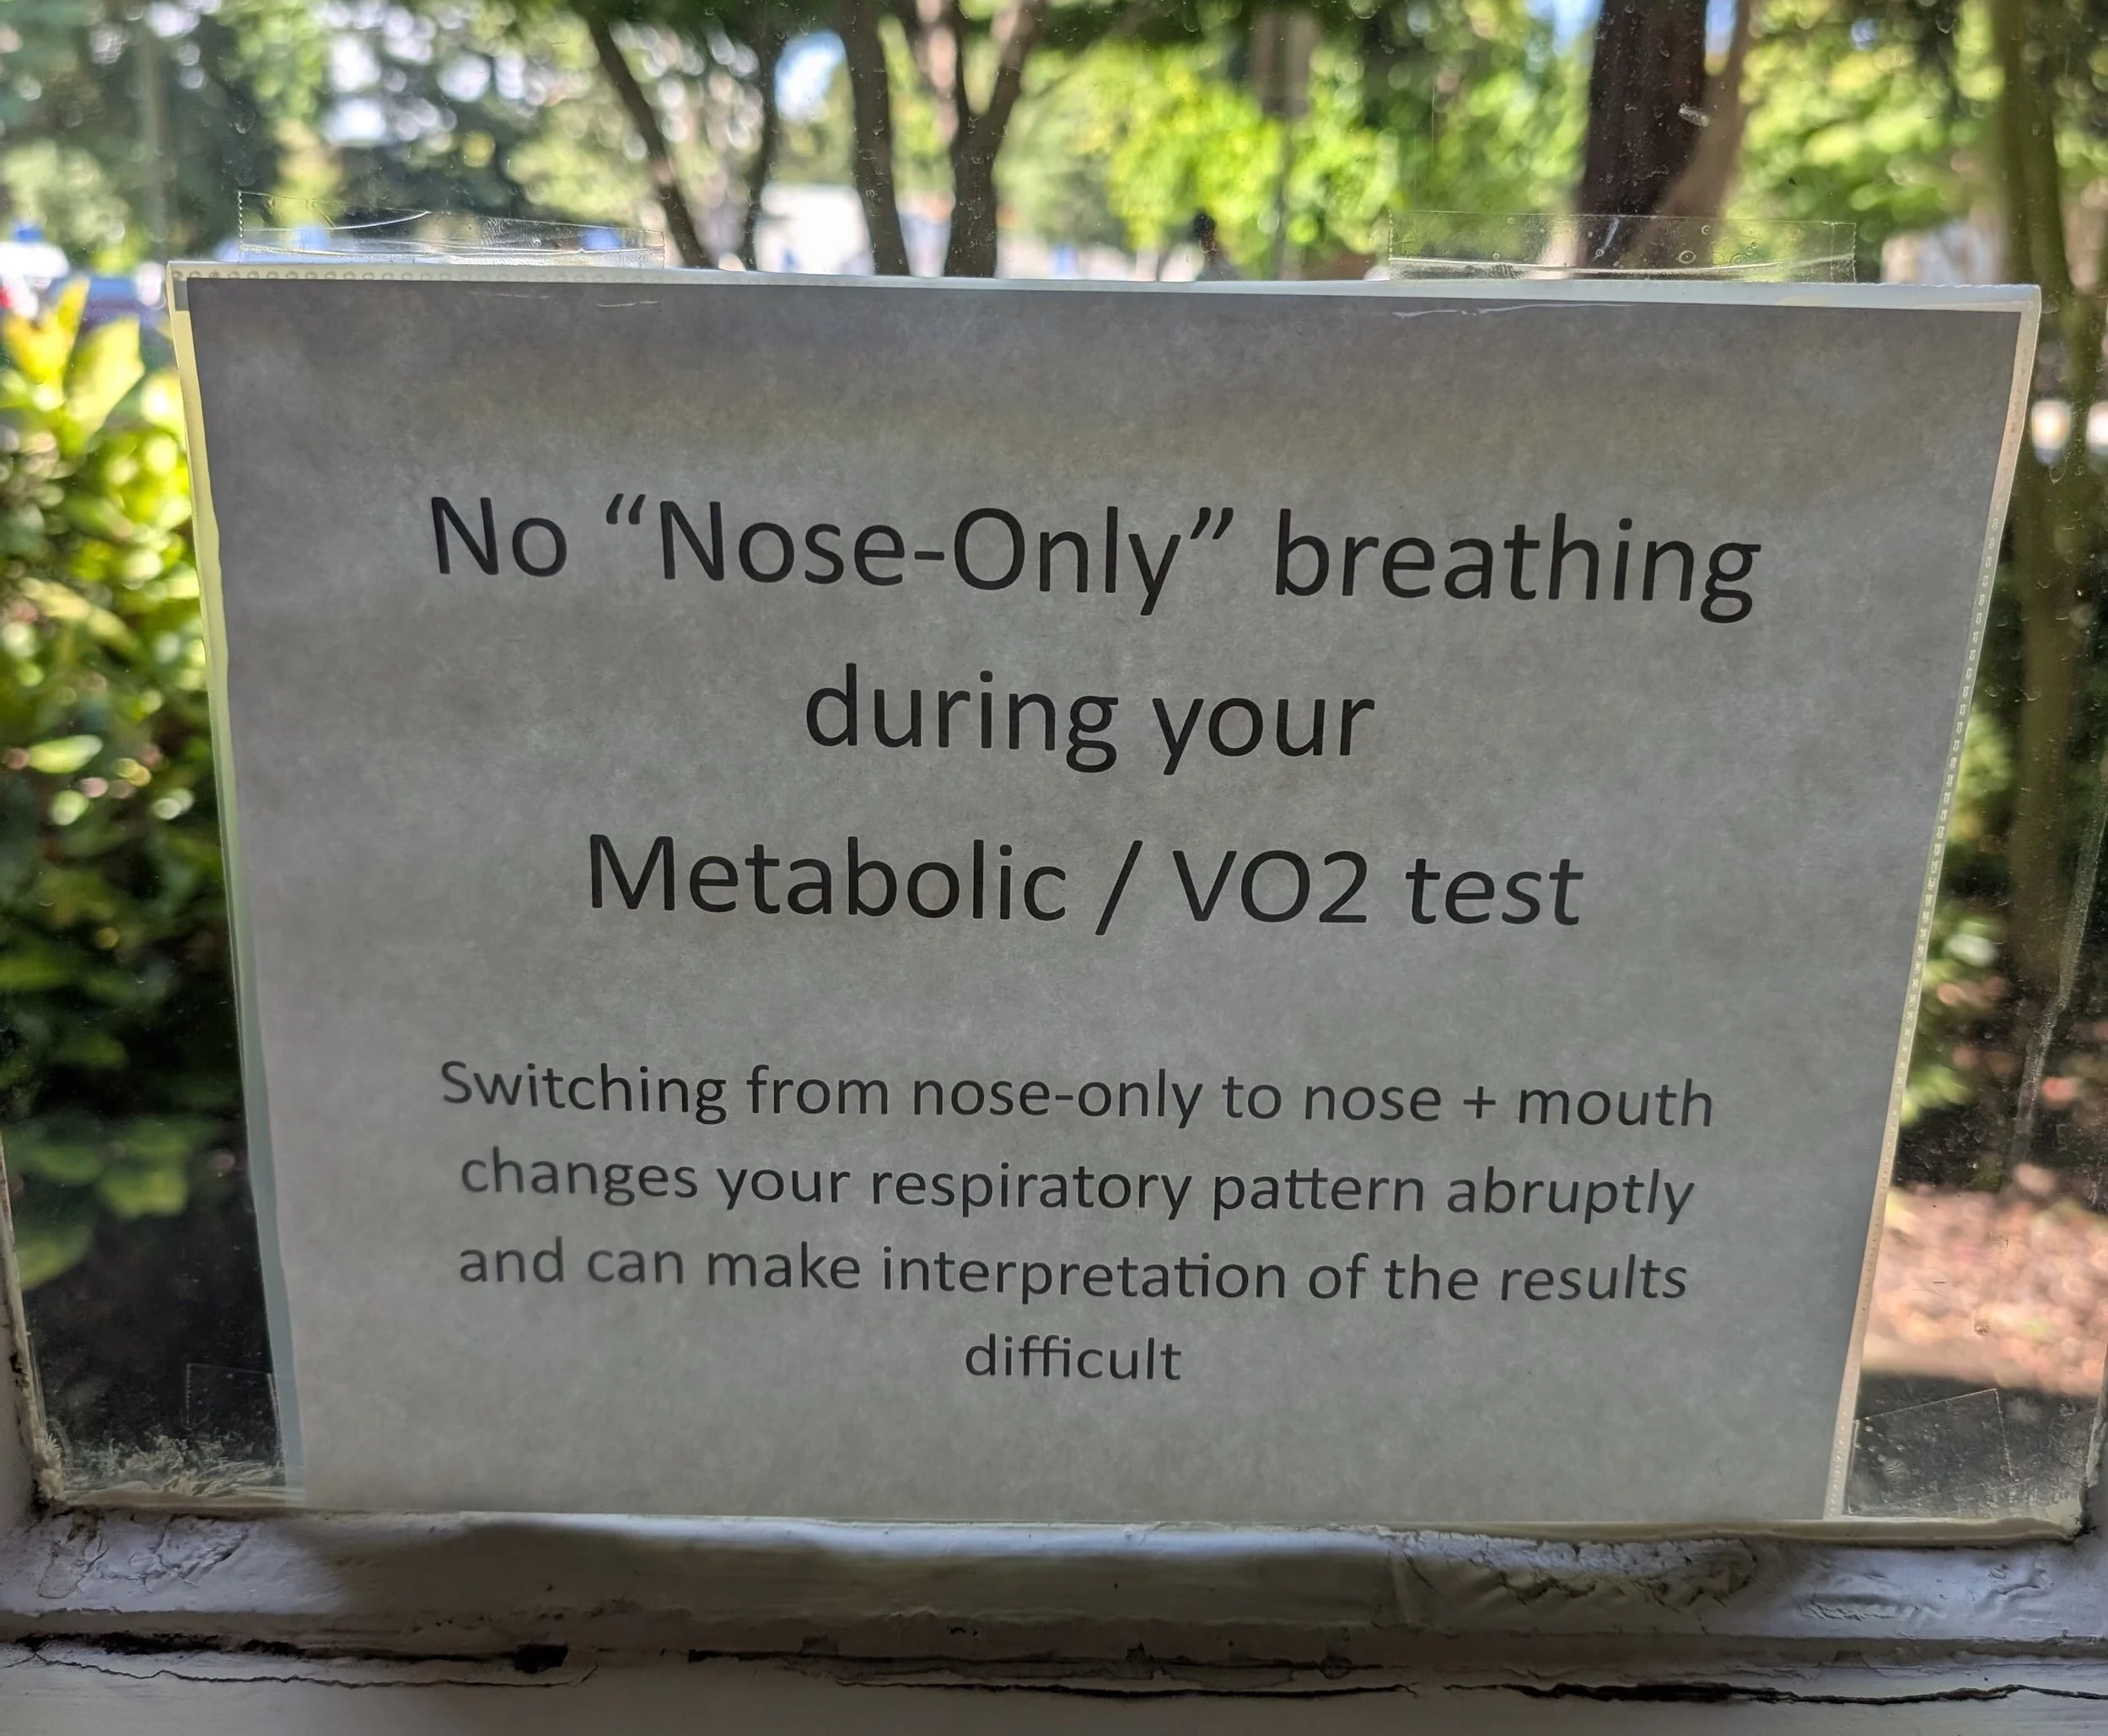 No “Nose-Only” breathing
during your
Metabolic / VO2 test
Switching from nose-only to nose + mouth
changes your respiratory pattern abruptly
and can make interpretation of the results
difficult